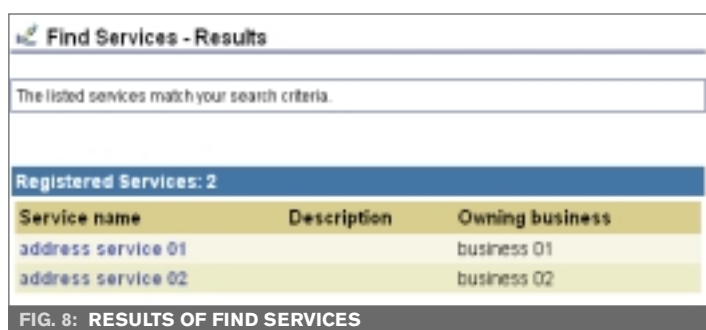 Find Services - Results
The listed services match your search criteria.
Registered Services: 2
Service name Description Owning business
address service 01 business 01
address service 02 business 02
FIG. 8: RESULTS OF FIND SERVICES